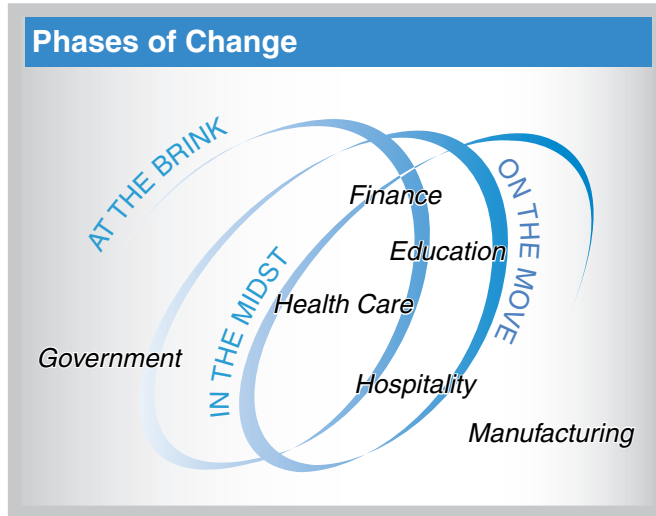 Phases of Change
AT THE BRINK
ON THE MOVE
Finance
Education
IN THE MIDST
Health Care
Government
Hospitality
Manufacturing